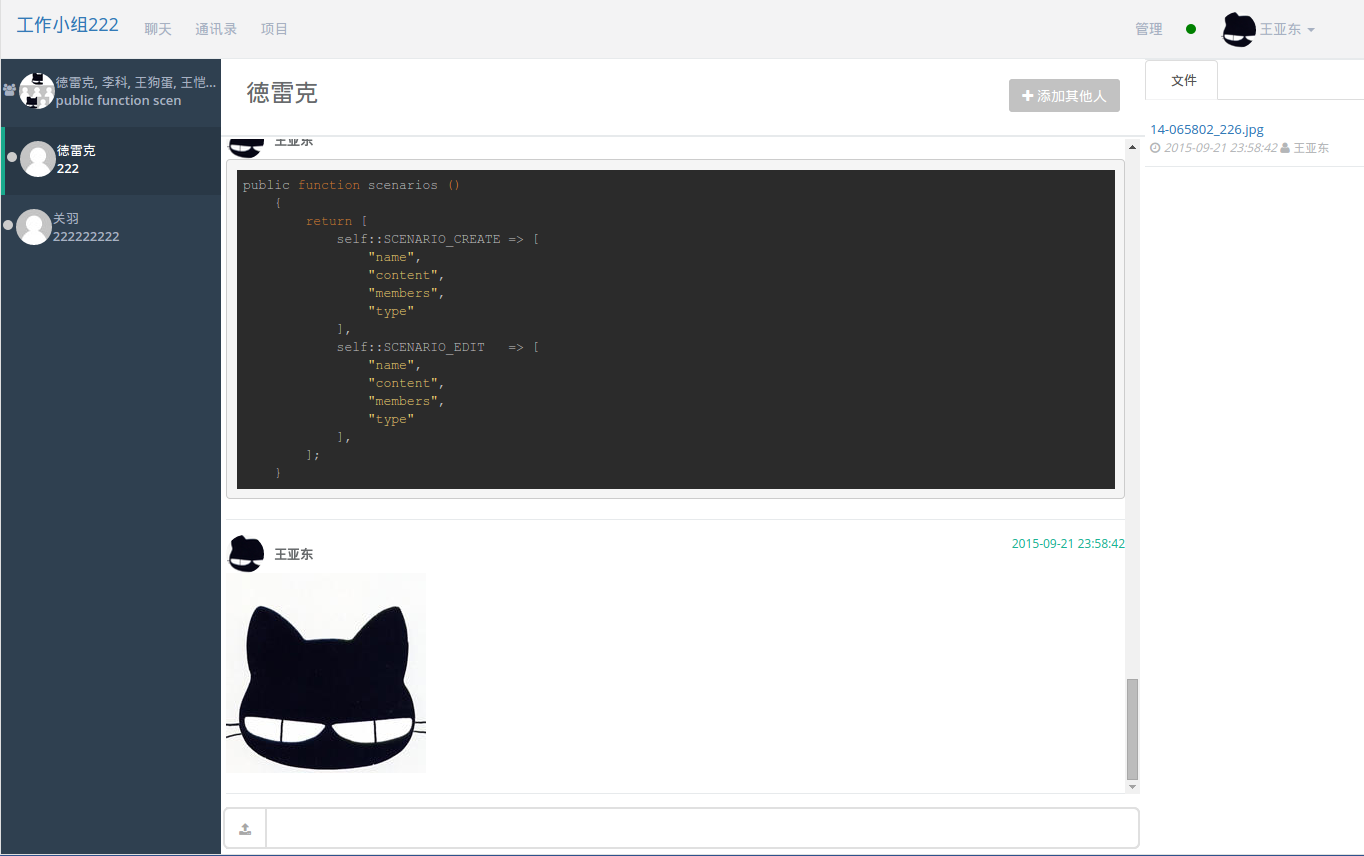 工作小组222 聊天 通讯录 项目 管理 王亚东
德雷克, 李科, 王狗蛋, 王恺...
public function scen
德雷克
222
关羽
222222222
德雷克
添加其他人
王亚东
public function scenarios ()
{
return [
self::SCENARIO_CREATE => [
"name",
"content",
"members",
"type"
],
self::SCENARIO_EDIT => [
"name",
"content",
"members",
"type"
],
];
}
王亚东 2015-09-21 23:58:42
文件
14-065802_226.jpg
2015-09-21 23:58:42 王亚东